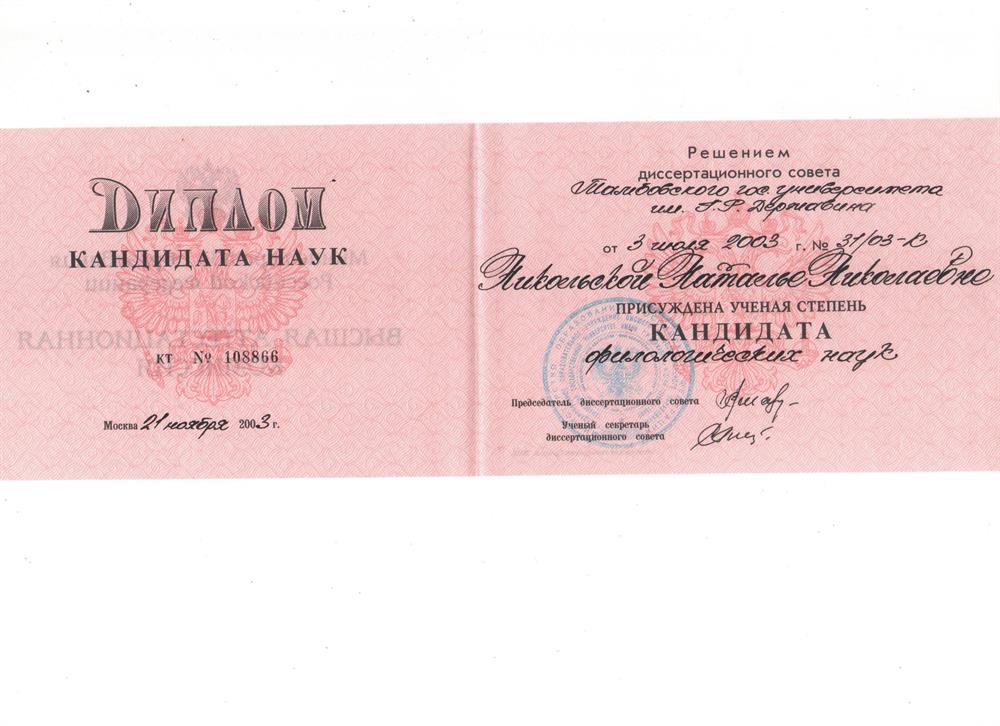 Диплом
КАНДИДАТА НАУК
КТ № 108866
Москва 21 ноября 2003 г.
Решением
диссертационного совета
Тамбовского гос. университета
им. Г.Р. Державина
от 3 июля 2003 г. № 31/03-К
Никольской Наталье Николаевне
ПРИСУЖДЕНА УЧЕНАЯ СТЕПЕНЬ
КАНДИДАТА
филологических наук
Председатель диссертационного совета
Ученый секретарь
диссертационного совета